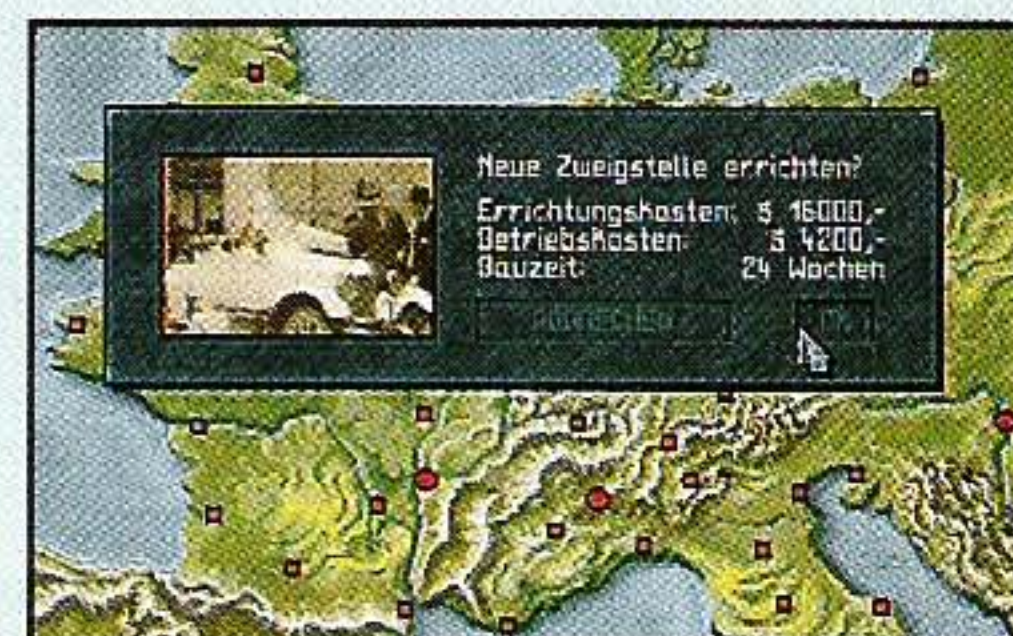 Neue Zweigstelle errichten?
Errichtungskosten: $ 16000,-
Betriebskosten: $ 4200,-
Bauzeit: 24 Wochen